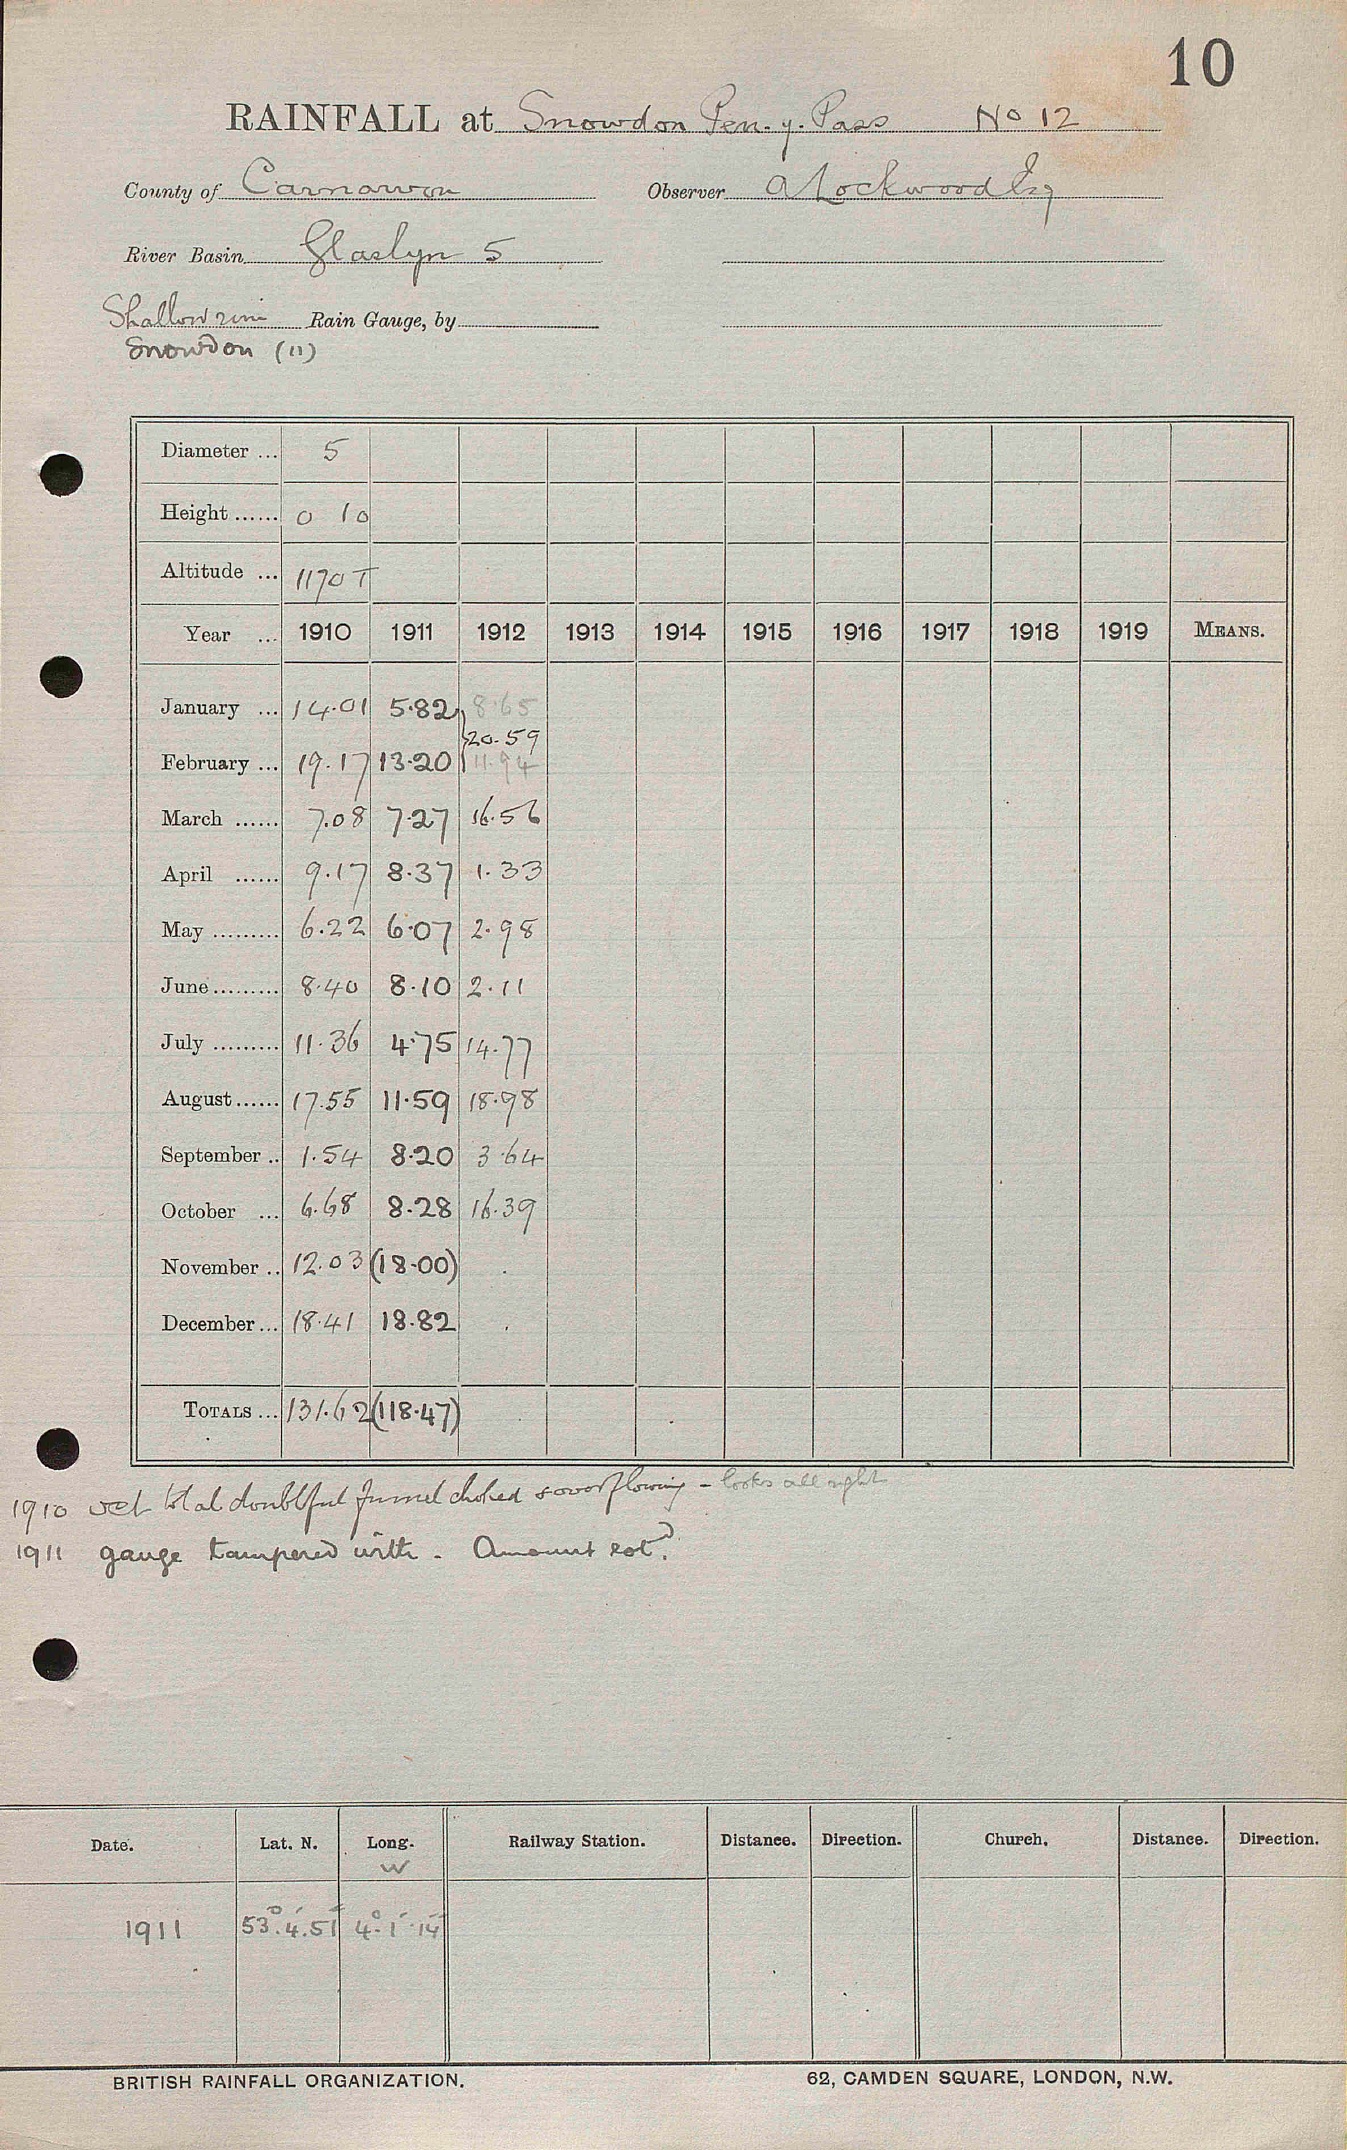 10
RAINFALL at Snowdon Pen. y. Pass No 12
County of Carnarvon Observer A Lockwood Esq
River Basin Glaslyn 5
Shallow rim Rain Gauge, by
Snowdon (11)
Diameter ... 5
Height ...... 0 10
Altitude ... 1170 T
Year ... 1910 1911 1912 1913 1914 1915 1916 1917 1918 1919 MEANS.
January ... 14.01 5.82 8.65
20.59
February ... 19.17 13.20 11.94
March ...... 7.08 7.27 16.56
April ...... 9.17 8.37 1.33
May ......... 6.22 6.07 2.98
June ......... 8.40 8.10 2.11
July ......... 11.36 4.75 14.77
August ...... 17.55 11.59 18.98
September .. 1.54 8.20 3.64
October ... 6.68 8.28 16.39
November .. 12.03 (18.00) .
December ... 18.41 18.82 .
TOTALS ... 131.62 (118.47)
1910 total doubtful funnel choked & overflowing - looks all right
1911 gauge tampered with. Amount estd.
Date. Lat. N. Long. Railway Station. Distance. Direction. Church. Distance. Direction.
W
1911 53°.4'.51" 4°.1'.14"
BRITISH RAINFALL ORGANIZATION. 62, CAMDEN SQUARE, LONDON, N.W.